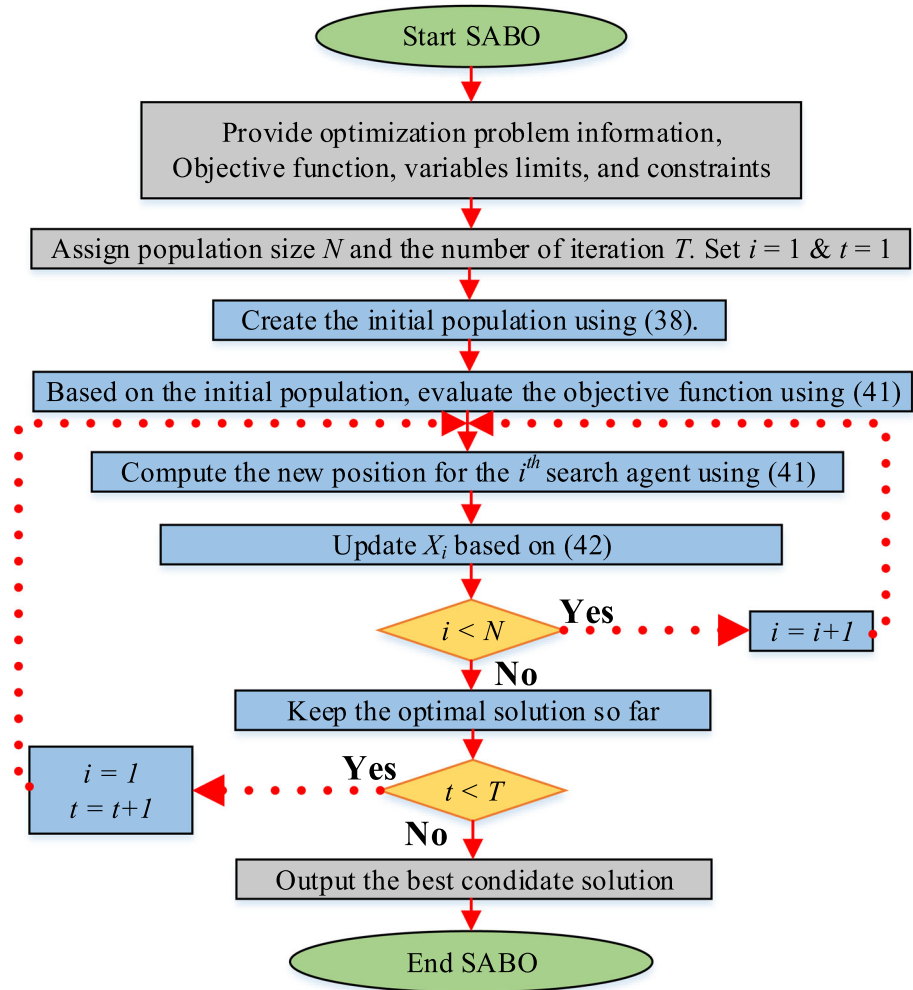 Start SABO
Provide optimization problem information,
Objective function, variables limits, and constraints
Assign population size N and the number of iteration T. Set i = 1 & t = 1
Create the initial population using (38).
Based on the initial population, evaluate the objective function using (41)
Compute the new position for the i^th search agent using (41)
Update X_i based on (42)
i < N
Yes
i = i+1
No
Keep the optimal solution so far
t < T
Yes
i = 1
t = t+1
No
Output the best candidate solution
End SABO